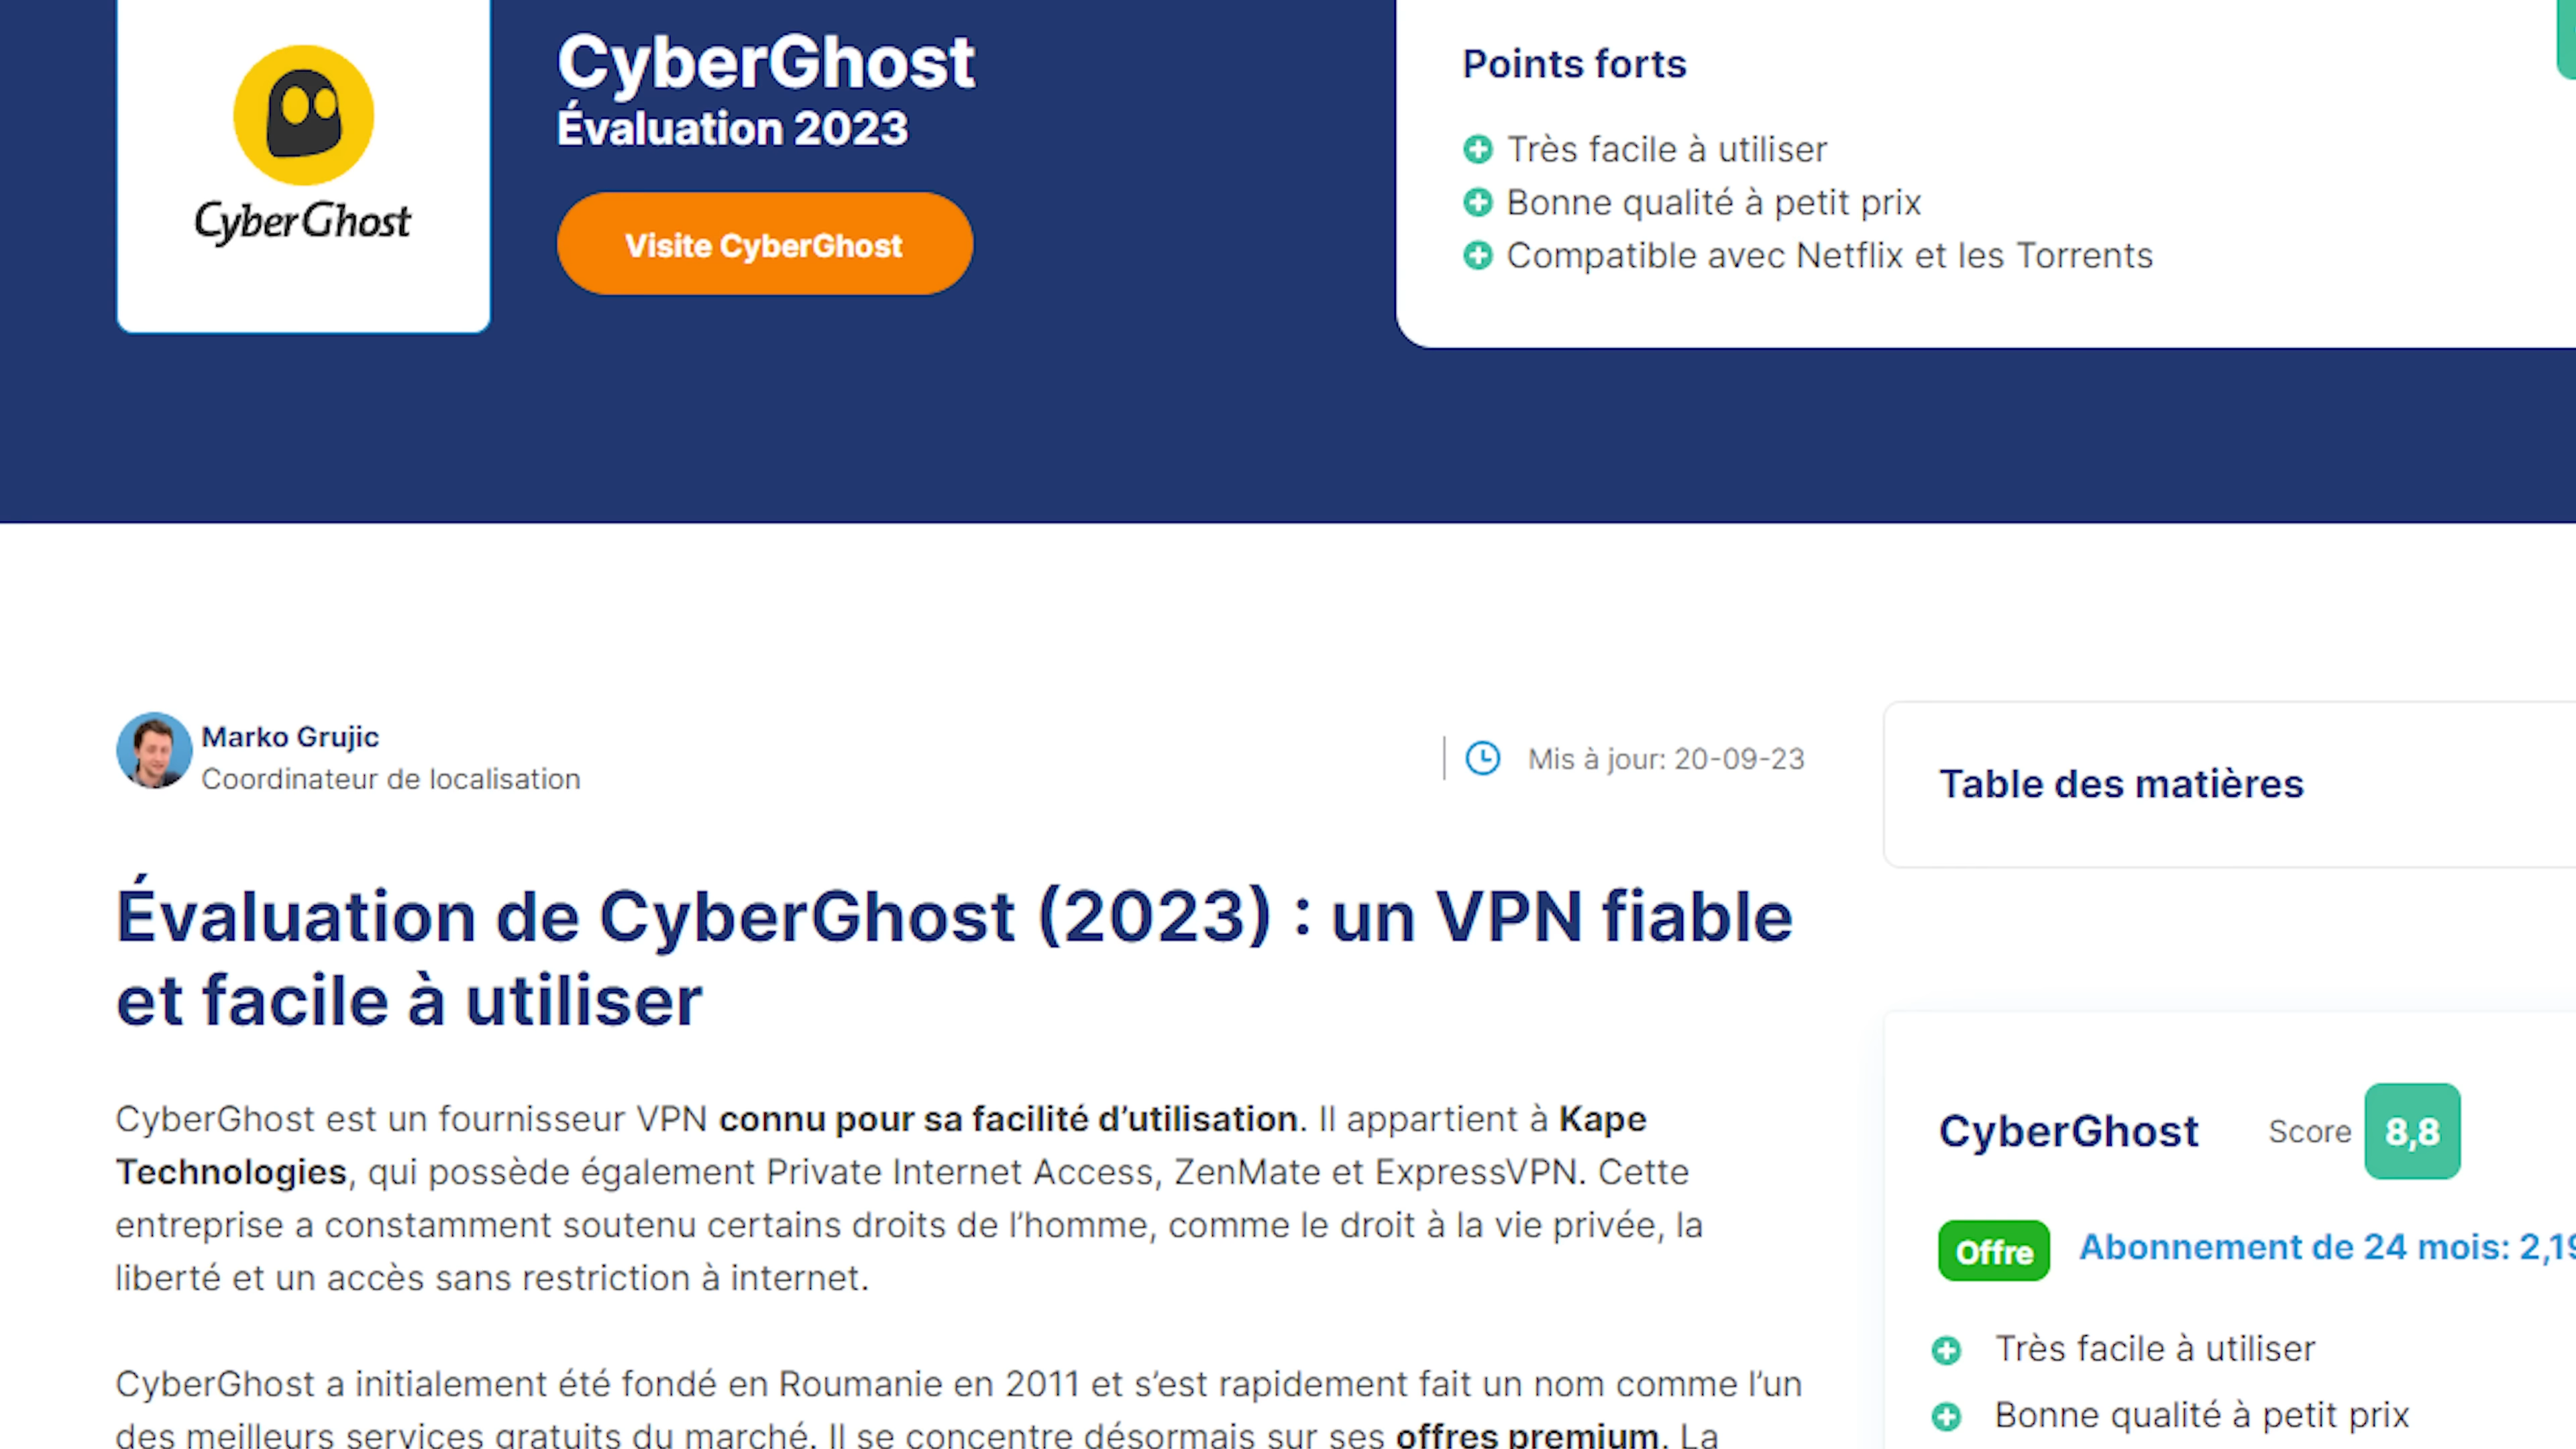 CyberGhost
CyberGhost
Évaluation 2023
Visite CyberGhost
Points forts
Très facile à utiliser
Bonne qualité à petit prix
Compatible avec Netflix et les Torrents
Marko Grujic
Coordinateur de localisation
Mis à jour: 20-09-23
Évaluation de CyberGhost (2023) : un VPN fiable
et facile à utiliser
CyberGhost est un fournisseur VPN connu pour sa facilité d’utilisation. Il appartient à Kape
Technologies, qui possède également Private Internet Access, ZenMate et ExpressVPN. Cette
entreprise a constamment soutenu certains droits de l’homme, comme le droit à la vie privée, la
liberté et un accès sans restriction à internet.
CyberGhost a initialement été fondé en Roumanie en 2011 et s’est rapidement fait un nom comme l’un
des meilleurs services gratuits du marché. Il se concentre désormais sur ses offres premium. La
Table des matières
CyberGhost Score 8,8
Offre Abonnement de 24 mois: 2,19
Très facile à utiliser
Bonne qualité à petit prix